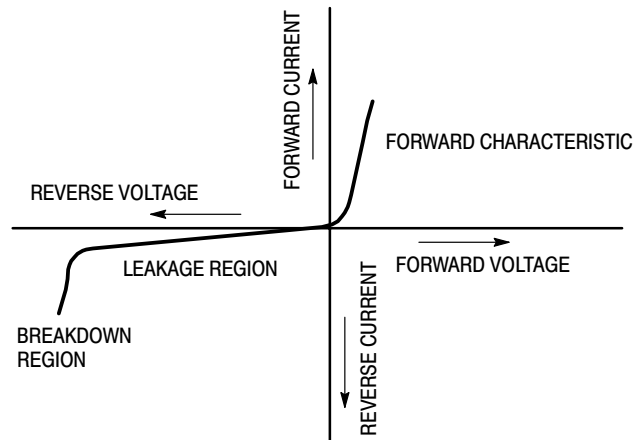 FORWARD CURRENT
FORWARD CHARACTERISTIC
REVERSE VOLTAGE
LEAKAGE REGION
FORWARD VOLTAGE
BREAKDOWN
REGION
REVERSE CURRENT